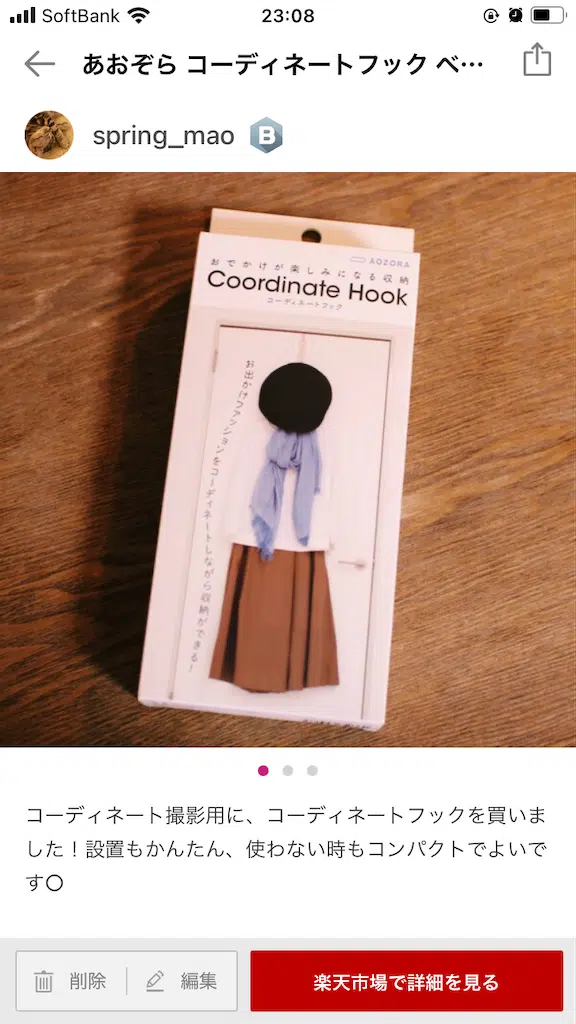 SoftBank 23:08
あおぞら コーディネートフック ベ…
spring_mao B
AOZORA
おでかけが楽しみになる収納
Coordinate Hook
コーディネートフック
お出かけファッションをコーディネートしながら収納ができる！
コーディネート撮影用に、コーディネートフックを買いま
した！設置もかんたん、使わない時もコンパクトでよいで
す〇
削除 編集 楽天市場で詳細を見る